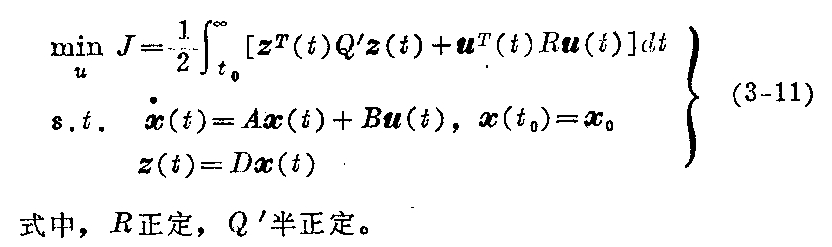 min J = 1/2 ∫_{t_0}^{∞} [z^T(t)Q'z(t) + u^T(t)Ru(t)]dt
u
s.t. ẋ(t) = Ax(t) + Bu(t), x(t_0) = x_0
(3-11)
z(t) = Dx(t)
式中，R正定，Q'半正定。